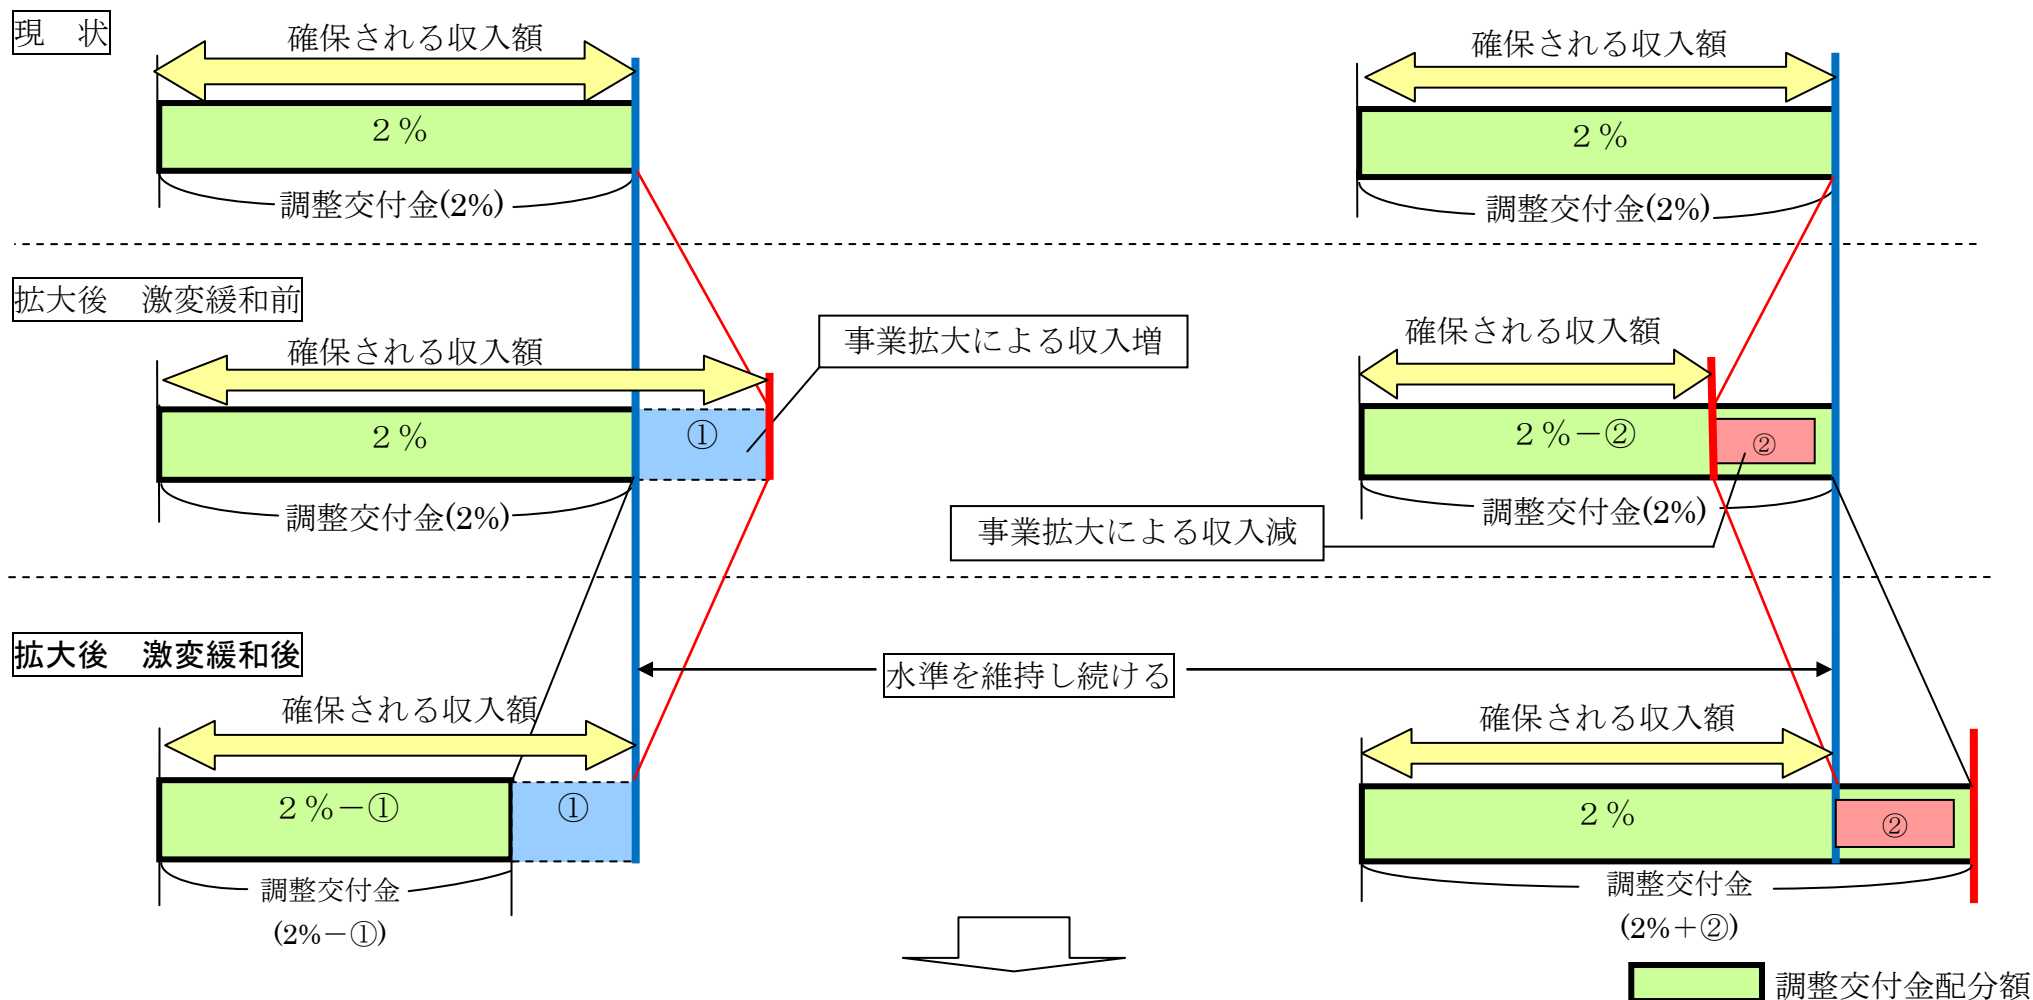 現　状
確保される収入額
確保される収入額
２％
２％
調整交付金(2%)
調整交付金(2%)
拡大後　激変緩和前
確保される収入額
事業拡大による収入増
確保される収入額
２％
①
２％－②
②
調整交付金(2%)
調整交付金(2%)
事業拡大による収入減
拡大後　激変緩和後
水準を維持し続ける
確保される収入額
確保される収入額
２％－①
①
２％
②
調整交付金
(2%－①)
調整交付金
(2%＋②)
調整交付金配分額